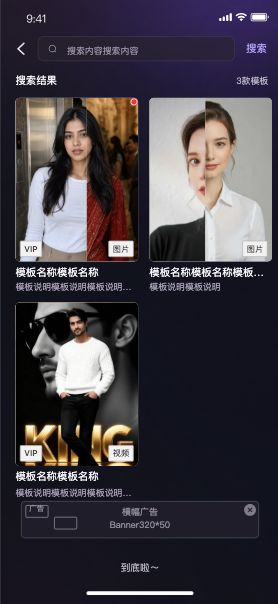 9:41
搜索内容搜索内容
搜索
搜索结果
3款模板
VIP
图片
图片
模板名称模板名称
模板名称模板名称模板…
模板说明模板说明模板说明…
模板说明模板说明
KING
VIP
视频
模板名称模板名称
模板说明模板说明模板说明…
广告
横幅广告
Banner320*50
到底啦～